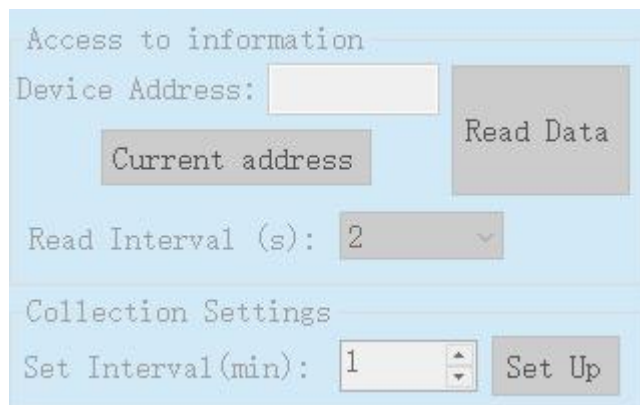 Access to information
Device Address:
Read Data
Current address
Read Interval (s): 2
Collection Settings
Set Interval(min): 1 Set Up